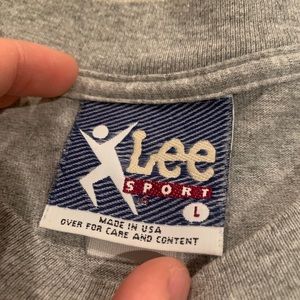 Lee
SPORT
L
MADE IN USA
OVER FOR CARE AND CONTENT